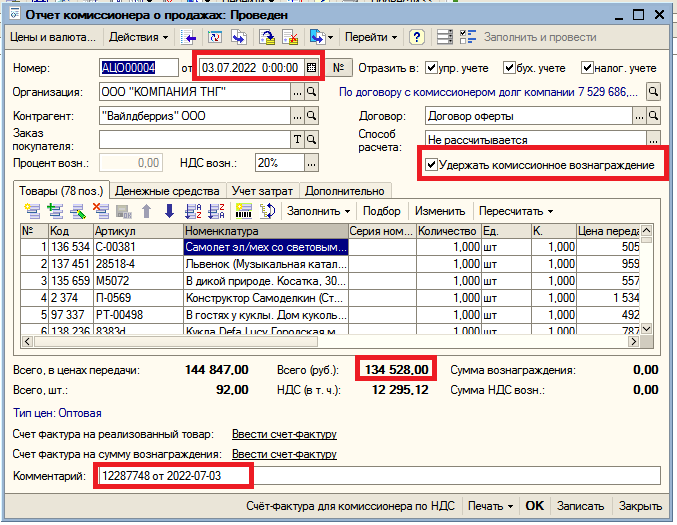 Отчет комиссионера о продажах: Проведен
Цены и валюта... Действия Перейти ? Заполнить и провести
Номер: АЦО00004 от 03.07.2022 0:00:00 № Отразить в: упр. учете бух. учете налог. учете
Организация: ООО "КОМПАНИЯ ТНГ" ... По договору с комиссионером долг компании 7 529 686,...
Контрагент: "Вайлдберриз" ООО ... Договор: Договор оферты ...
Заказ покупателя: T Способ расчета: Не рассчитывается ...
Процент возн.: 0,00 НДС возн.: 20% ... Удержать комиссионное вознаграждение
Товары (78 поз.) Денежные средства Учет затрат Дополнительно
Заполнить Подбор Изменить Пересчитать
№ Код Артикул Номенклатура Серия ном... Количество Ед. К. Цена переда
1 136 534 С-00381 Самолет эл/мех со световым... 1,000 шт 1,000 505
2 137 451 28518-4 Львенок (Музыкальная катал... 1,000 шт 1,000 959
3 135 659 M5072 В дикой природе. Косатка, 30... 1,000 шт 1,000 557
4 2 374 П-0569 Конструктор Самоделкин (Ст... 1,000 шт 1,000 1 534
5 97 337 РТ-00498 В гостях у куклы. Дом куколь... 1,000 шт 1,000 492
6 138 236 8383d Кукла Defa Lucy Городская м... 1,000 шт 1,000 787
Всего, в ценах передачи: 144 847,00 Всего (руб.): 134 528,00 Сумма вознаграждения: 0,00
Всего, шт.: 92,00 НДС (в т. ч.): 12 295,12 Сумма НДС возн.: 0,00
Тип цен: Оптовая
Счет фактура на реализованный товар: Ввести счет-фактуру
Счет фактура на сумму вознаграждения: Ввести счет-фактуру
Комментарий: 12287748 от 2022-07-03
Счёт-фактура для комиссионера по НДС Печать OK Записать Закрыть